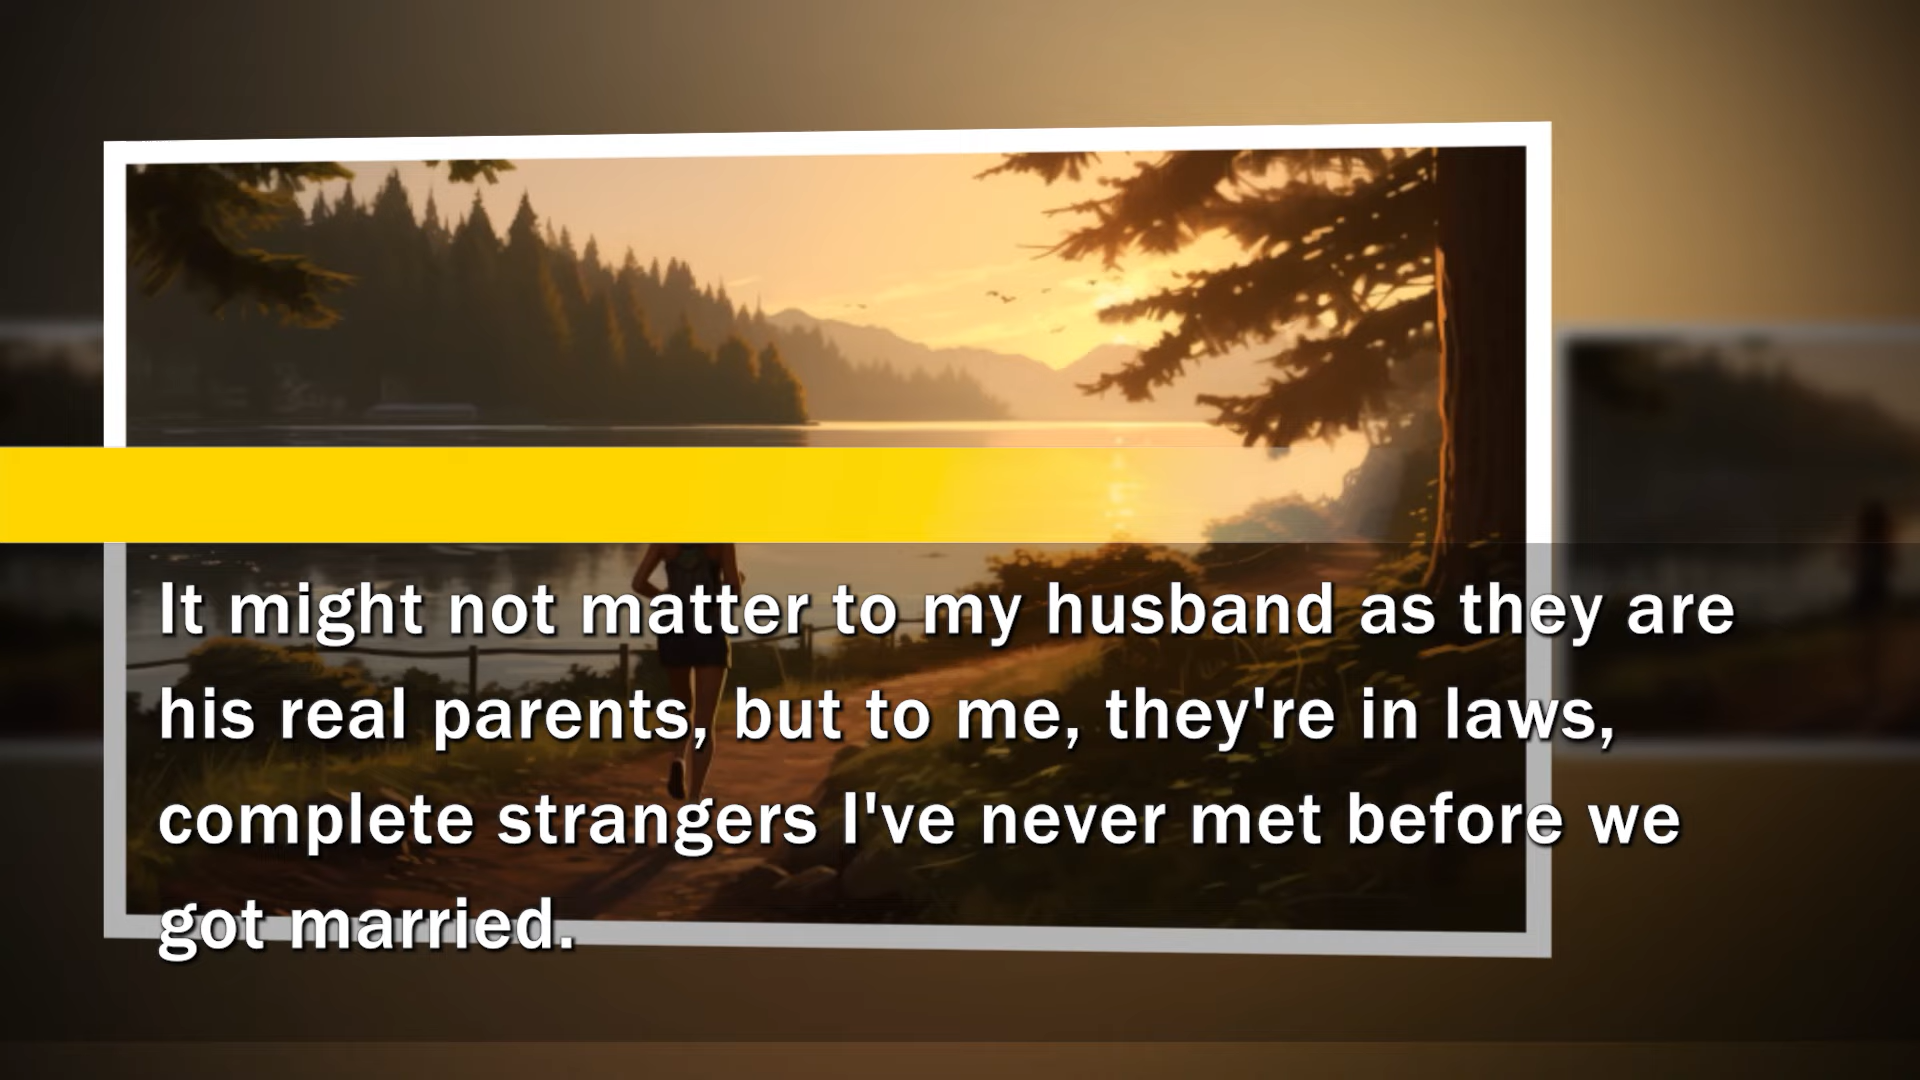 It might not matter to my husband as they are
his real parents, but to me, they're in laws,
complete strangers I've never met before we
got married.